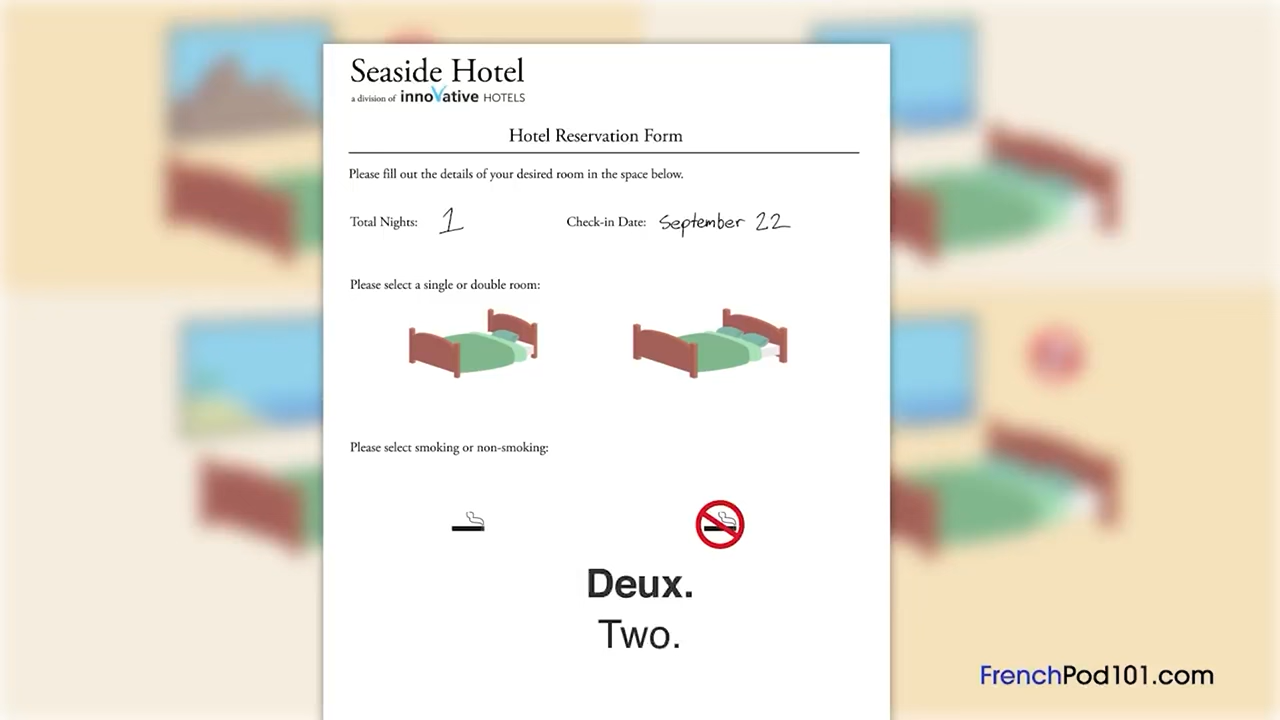 Seaside Hotel
a division of innoVative HOTELS
Hotel Reservation Form
Please fill out the details of your desired room in the space below.
Total Nights: 1 Check-in Date: September 22
Please select a single or double room:
Please select smoking or non-smoking:
Deux.
Two.
FrenchPod101.com